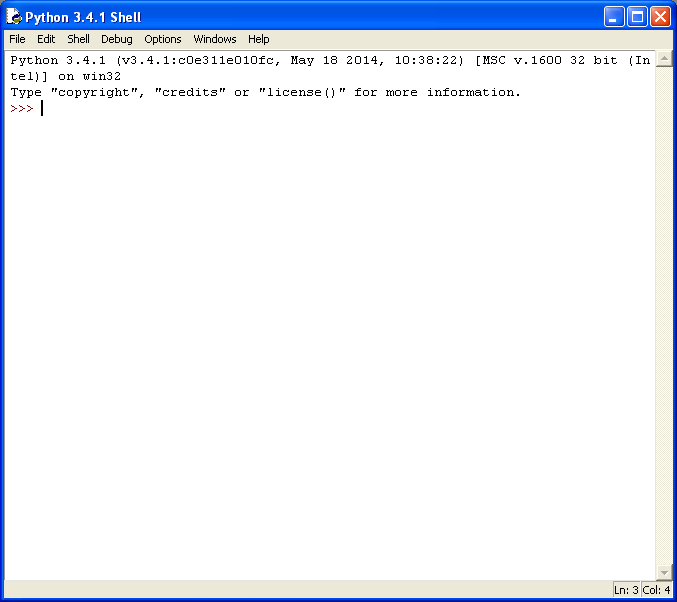 Python 3.4.1 Shell
File Edit Shell Debug Options Windows Help
Python 3.4.1 (v3.4.1:c0e311e010fc, May 18 2014, 10:38:22) [MSC v.1600 32 bit (In
tel)] on win32
Type "copyright", "credits" or "license()" for more information.
>>>
Ln: 3 Col: 4